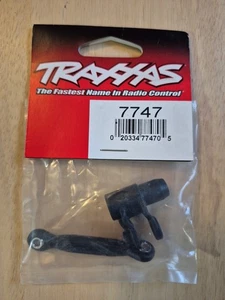 TRAXXAS
The Fastest Name in Radio Control
7747
0 20334 77470 5